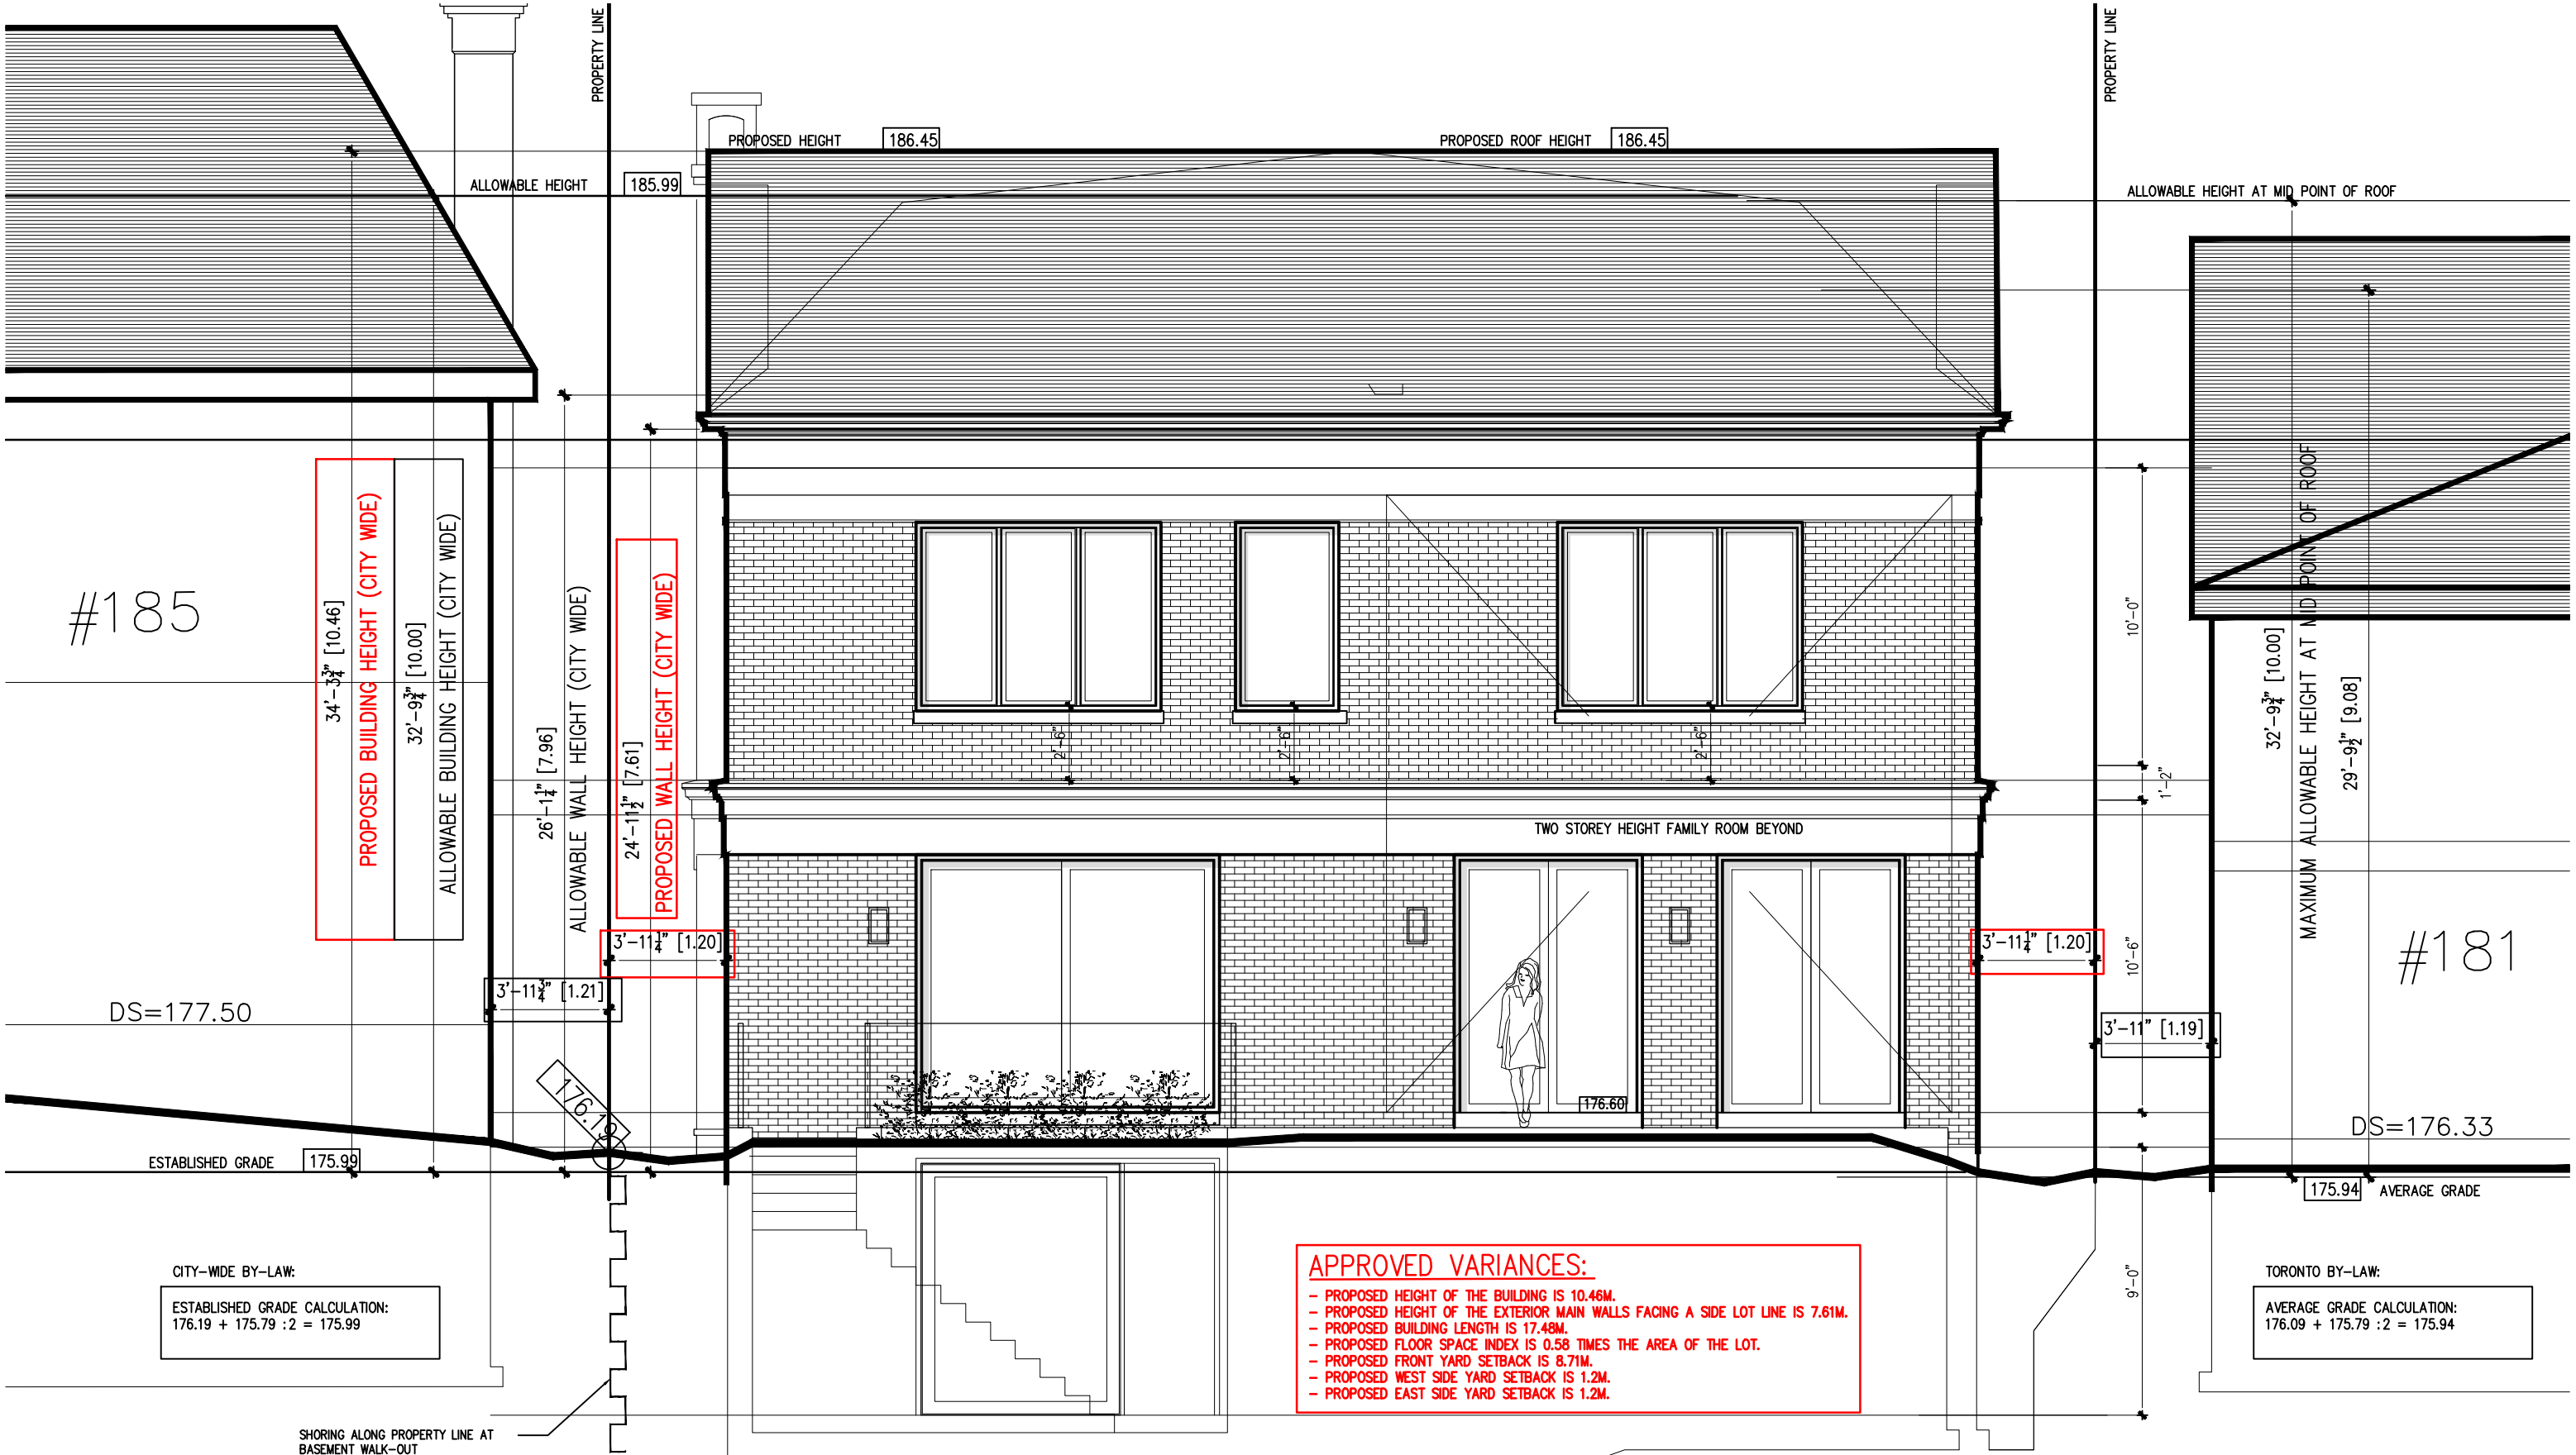 PROPERTY LINE
PROPERTY LINE
PROPOSED HEIGHT 186.45
PROPOSED ROOF HEIGHT 186.45
ALLOWABLE HEIGHT 185.99
ALLOWABLE HEIGHT AT MID POINT OF ROOF
#185
34'-3¾" [10.46]
PROPOSED BUILDING HEIGHT (CITY WIDE)
32'-9¾" [10.00]
ALLOWABLE BUILDING HEIGHT (CITY WIDE)
26'-1¼" [7.96]
ALLOWABLE WALL HEIGHT (CITY WIDE)
24'-11½" [7.61]
PROPOSED WALL HEIGHT (CITY WIDE)
2'-6"
2'-6"
2'-6"
10'-0"
1'-2"
10'-6"
9'-0"
32'-9¾" [10.00]
MAXIMUM ALLOWABLE HEIGHT AT MID POINT OF ROOF
29'-9½" [9.08]
#181
TWO STOREY HEIGHT FAMILY ROOM BEYOND
3'-11¼" [1.20]
3'-11¼" [1.20]
3'-11¾" [1.21]
3'-11" [1.19]
DS=177.50
176.19
176.60
DS=176.33
ESTABLISHED GRADE 175.99
175.94 AVERAGE GRADE
CITY-WIDE BY-LAW:
ESTABLISHED GRADE CALCULATION:
176.19 + 175.79 :2 = 175.99
SHORING ALONG PROPERTY LINE AT
BASEMENT WALK-OUT
APPROVED VARIANCES:
- PROPOSED HEIGHT OF THE BUILDING IS 10.46M.
- PROPOSED HEIGHT OF THE EXTERIOR MAIN WALLS FACING A SIDE LOT LINE IS 7.61M.
- PROPOSED BUILDING LENGTH IS 17.48M.
- PROPOSED FLOOR SPACE INDEX IS 0.58 TIMES THE AREA OF THE LOT.
- PROPOSED FRONT YARD SETBACK IS 8.71M.
- PROPOSED WEST SIDE YARD SETBACK IS 1.2M.
- PROPOSED EAST SIDE YARD SETBACK IS 1.2M.
TORONTO BY-LAW:
AVERAGE GRADE CALCULATION:
176.09 + 175.79 :2 = 175.94